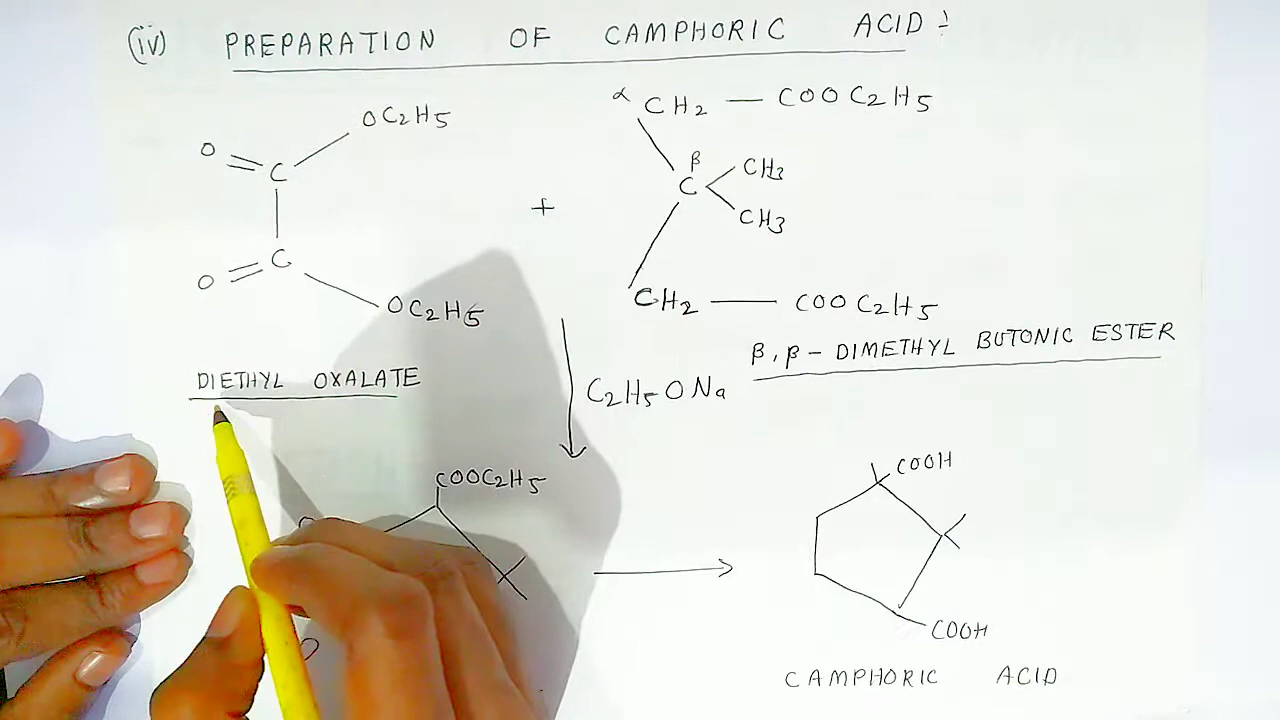 (iv) PREPARATION OF CAMPHORIC ACID :
OC2H5
O
C
C
O
OC2H5
DIETHYL OXALATE
+
α CH2 — COOC2H5
β
C
CH3
CH3
CH2 — COOC2H5
β, β - DIMETHYL BUTONIC ESTER
C2H5ONa
COOC2H5
O
O
COOH
COOH
CAMPHORIC ACID